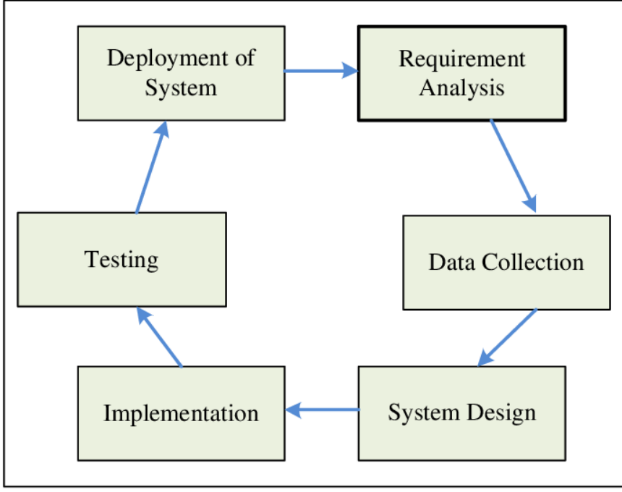 Deployment of
System
Requirement
Analysis
Testing
Data Collection
Implementation
System Design